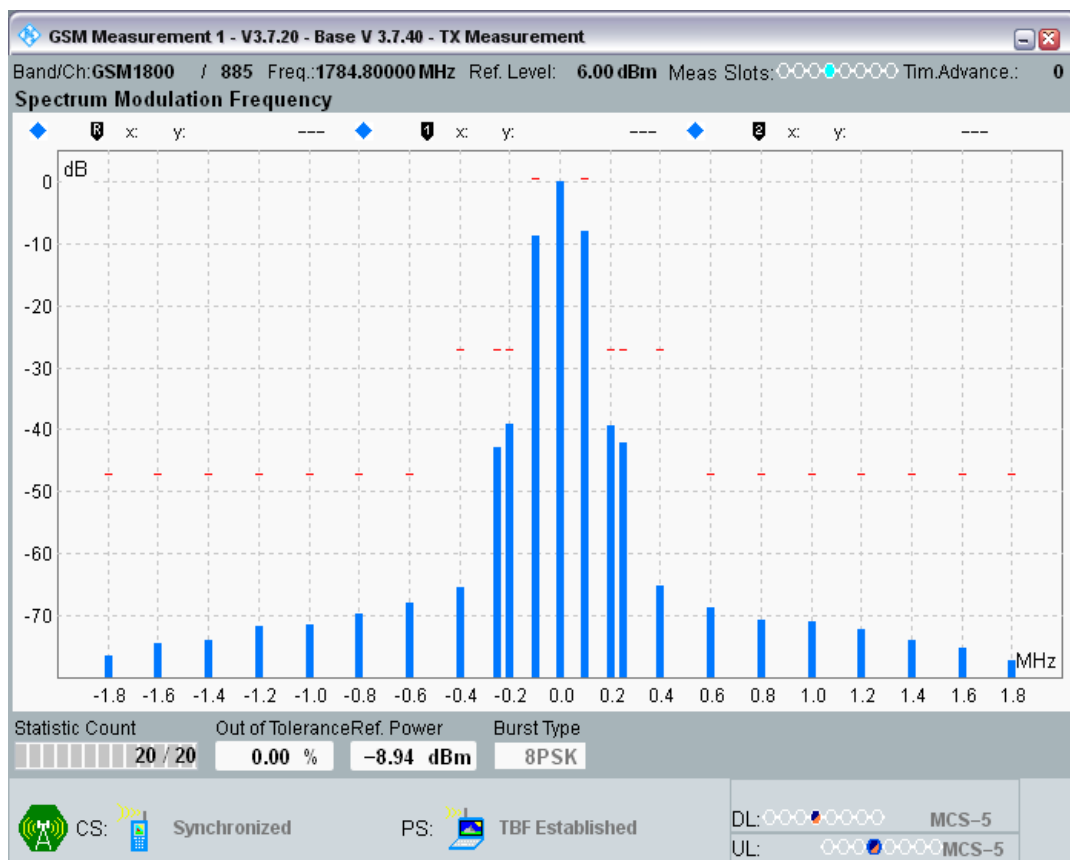 GSM Measurement 1 - V3.7.20 - Base V 3.7.40 - TX Measurement
Band/Ch:GSM1800 / 885 Freq.:1784.80000 MHz Ref. Level: 6.00 dBm Meas Slots: Tim.Advance.: 0
Spectrum Modulation Frequency
R x: y: --- 1 x: y: --- 2 x: y: ---
dB
0
-10
-20
-30
-40
-50
-60
-70
MHz
-1.8 -1.6 -1.4 -1.2 -1.0 -0.8 -0.6 -0.4 -0.2 0.0 0.2 0.4 0.6 0.8 1.0 1.2 1.4 1.6 1.8
Statistic Count Out of Tolerance Ref. Power Burst Type
20 / 20 0.00 % −8.94 dBm 8PSK
CS: Synchronized PS: TBF Established DL: MCS−5
UL: MCS−5